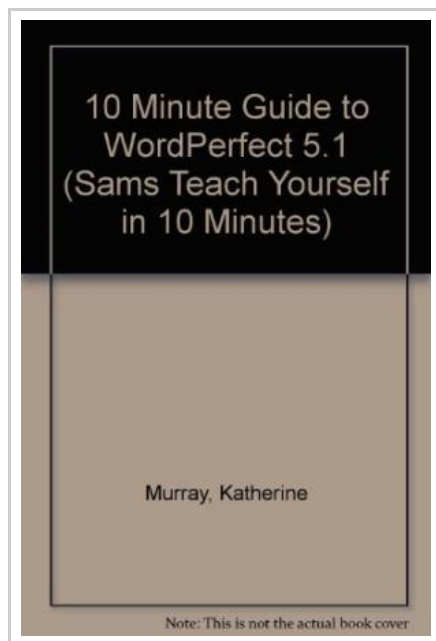 10 Minute Guide to
WordPerfect 5.1
(Sams Teach Yourself
in 10 Minutes)
Murray, Katherine
Note: This is not the actual book cover